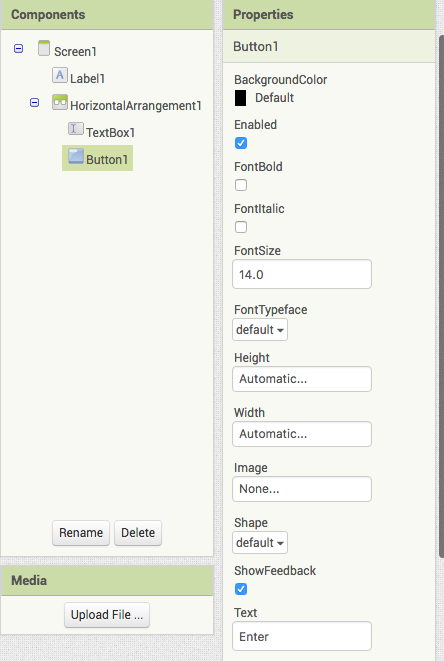 Components
Screen1
A Label1
HorizontalArrangement1
TextBox1
Button1
Rename Delete
Media
Upload File ...
Properties
Button1
BackgroundColor
Default
Enabled
FontBold
FontItalic
FontSize
14.0
FontTypeface
default
Height
Automatic...
Width
Automatic...
Image
None...
Shape
default
ShowFeedback
Text
Enter